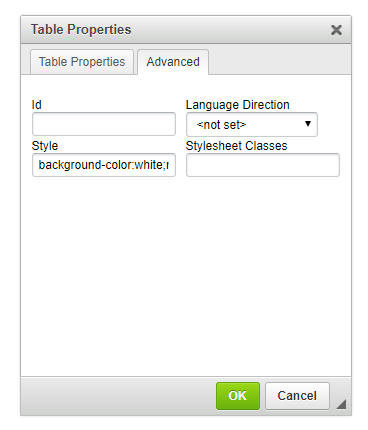 Table Properties
Table Properties Advanced
Id Language Direction
<not set>
Style Stylesheet Classes
background-color:white;
OK Cancel